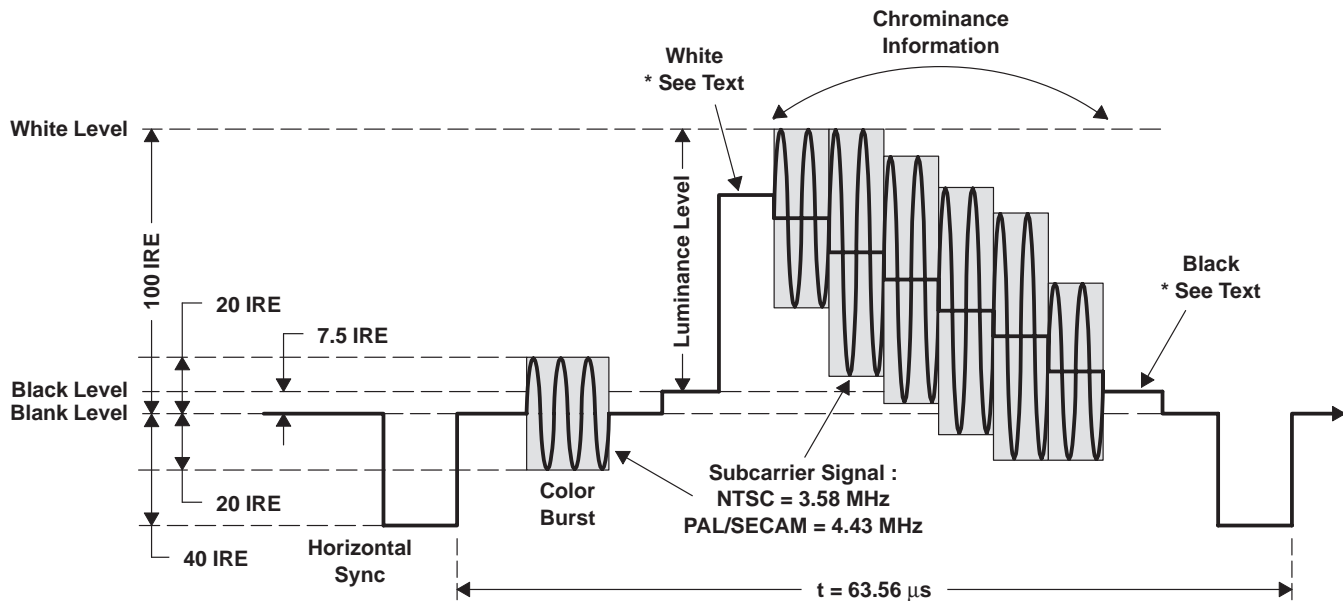 Chrominance
Information
White
* See Text
White Level
Luminance Level
100 IRE
20 IRE
7.5 IRE
Black
* See Text
Black Level
Blank Level
20 IRE
40 IRE
Color
Burst
Subcarrier Signal :
NTSC = 3.58 MHz
PAL/SECAM = 4.43 MHz
Horizontal
Sync
t = 63.56 μs